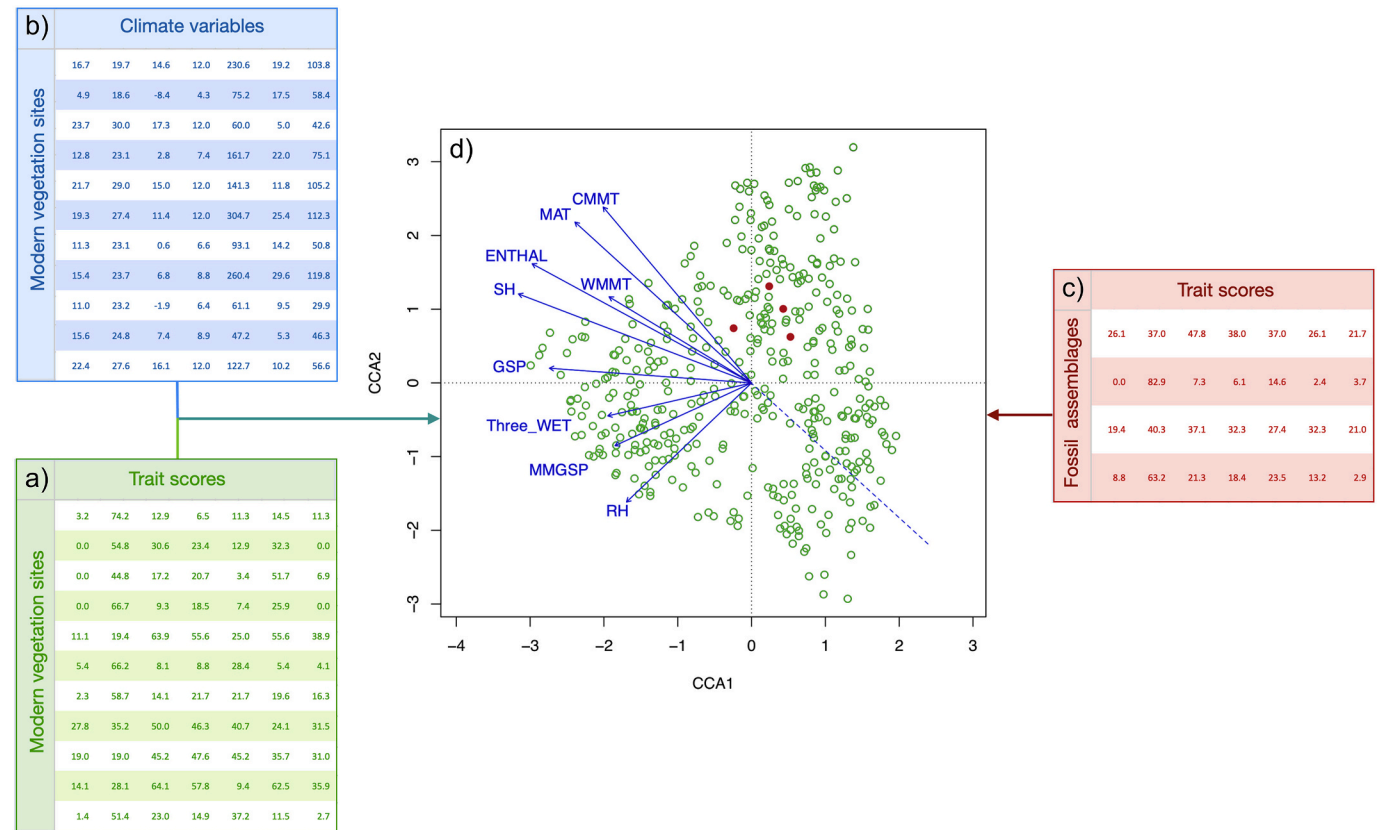 b) Climate variables
Modern vegetation sites
16.7 19.7 14.6 12.0 230.6 19.2 103.8
4.9 18.6 -8.4 4.3 75.2 17.5 58.4
23.7 30.0 17.3 12.0 60.0 5.0 42.6
12.8 23.1 2.8 7.4 161.7 22.0 75.1
21.7 29.0 15.0 12.0 141.3 11.8 105.2
19.3 27.4 11.4 12.0 304.7 25.4 112.3
11.3 23.1 0.6 6.6 93.1 14.2 50.8
15.4 23.7 6.8 8.8 260.4 29.6 119.8
11.0 23.2 -1.9 6.4 61.1 9.5 29.9
15.6 24.8 7.4 8.9 47.2 5.3 46.3
22.4 27.6 16.1 12.0 122.7 10.2 56.6
a) Trait scores
Modern vegetation sites
3.2 74.2 12.9 6.5 11.3 14.5 11.3
0.0 54.8 30.6 23.4 12.9 32.3 0.0
0.0 44.8 17.2 20.7 3.4 51.7 6.9
0.0 66.7 9.3 18.5 7.4 25.9 0.0
11.1 19.4 63.9 55.6 25.0 55.6 38.9
5.4 66.2 8.1 8.8 28.4 5.4 4.1
2.3 58.7 14.1 21.7 21.7 19.6 16.3
27.8 35.2 50.0 46.3 40.7 24.1 31.5
19.0 19.0 45.2 47.6 45.2 35.7 31.0
14.1 28.1 64.1 57.8 9.4 62.5 35.9
1.4 51.4 23.0 14.9 37.2 11.5 2.7
d)
CCA2
3
2
1
0
−1
−2
−3
CMMT
MAT
ENTHAL
WMMT
SH
GSP
Three_WET
MMGSP
RH
−4 −3 −2 −1 0 1 2 3
CCA1
c) Trait scores
Fossil assemblages
26.1 37.0 47.8 38.0 37.0 26.1 21.7
0.0 82.9 7.3 6.1 14.6 2.4 3.7
19.4 40.3 37.1 32.3 27.4 32.3 21.0
8.8 63.2 21.3 18.4 23.5 13.2 2.9